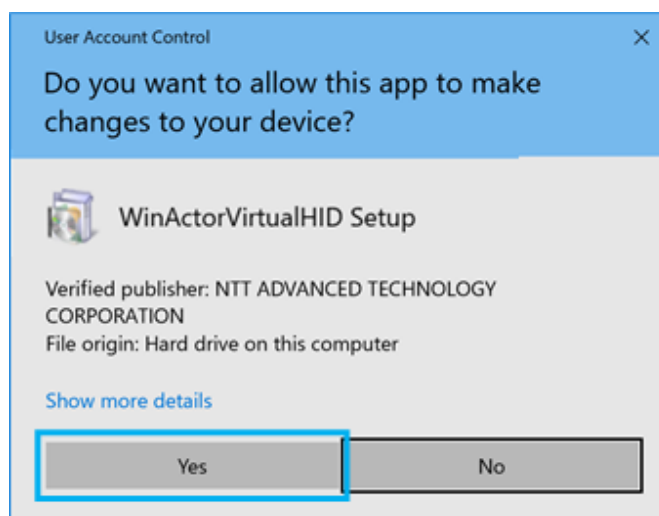 User Account Control
Do you want to allow this app to make
changes to your device?
WinActorVirtualHID Setup
Verified publisher: NTT ADVANCED TECHNOLOGY
CORPORATION
File origin: Hard drive on this computer
Show more details
Yes
No